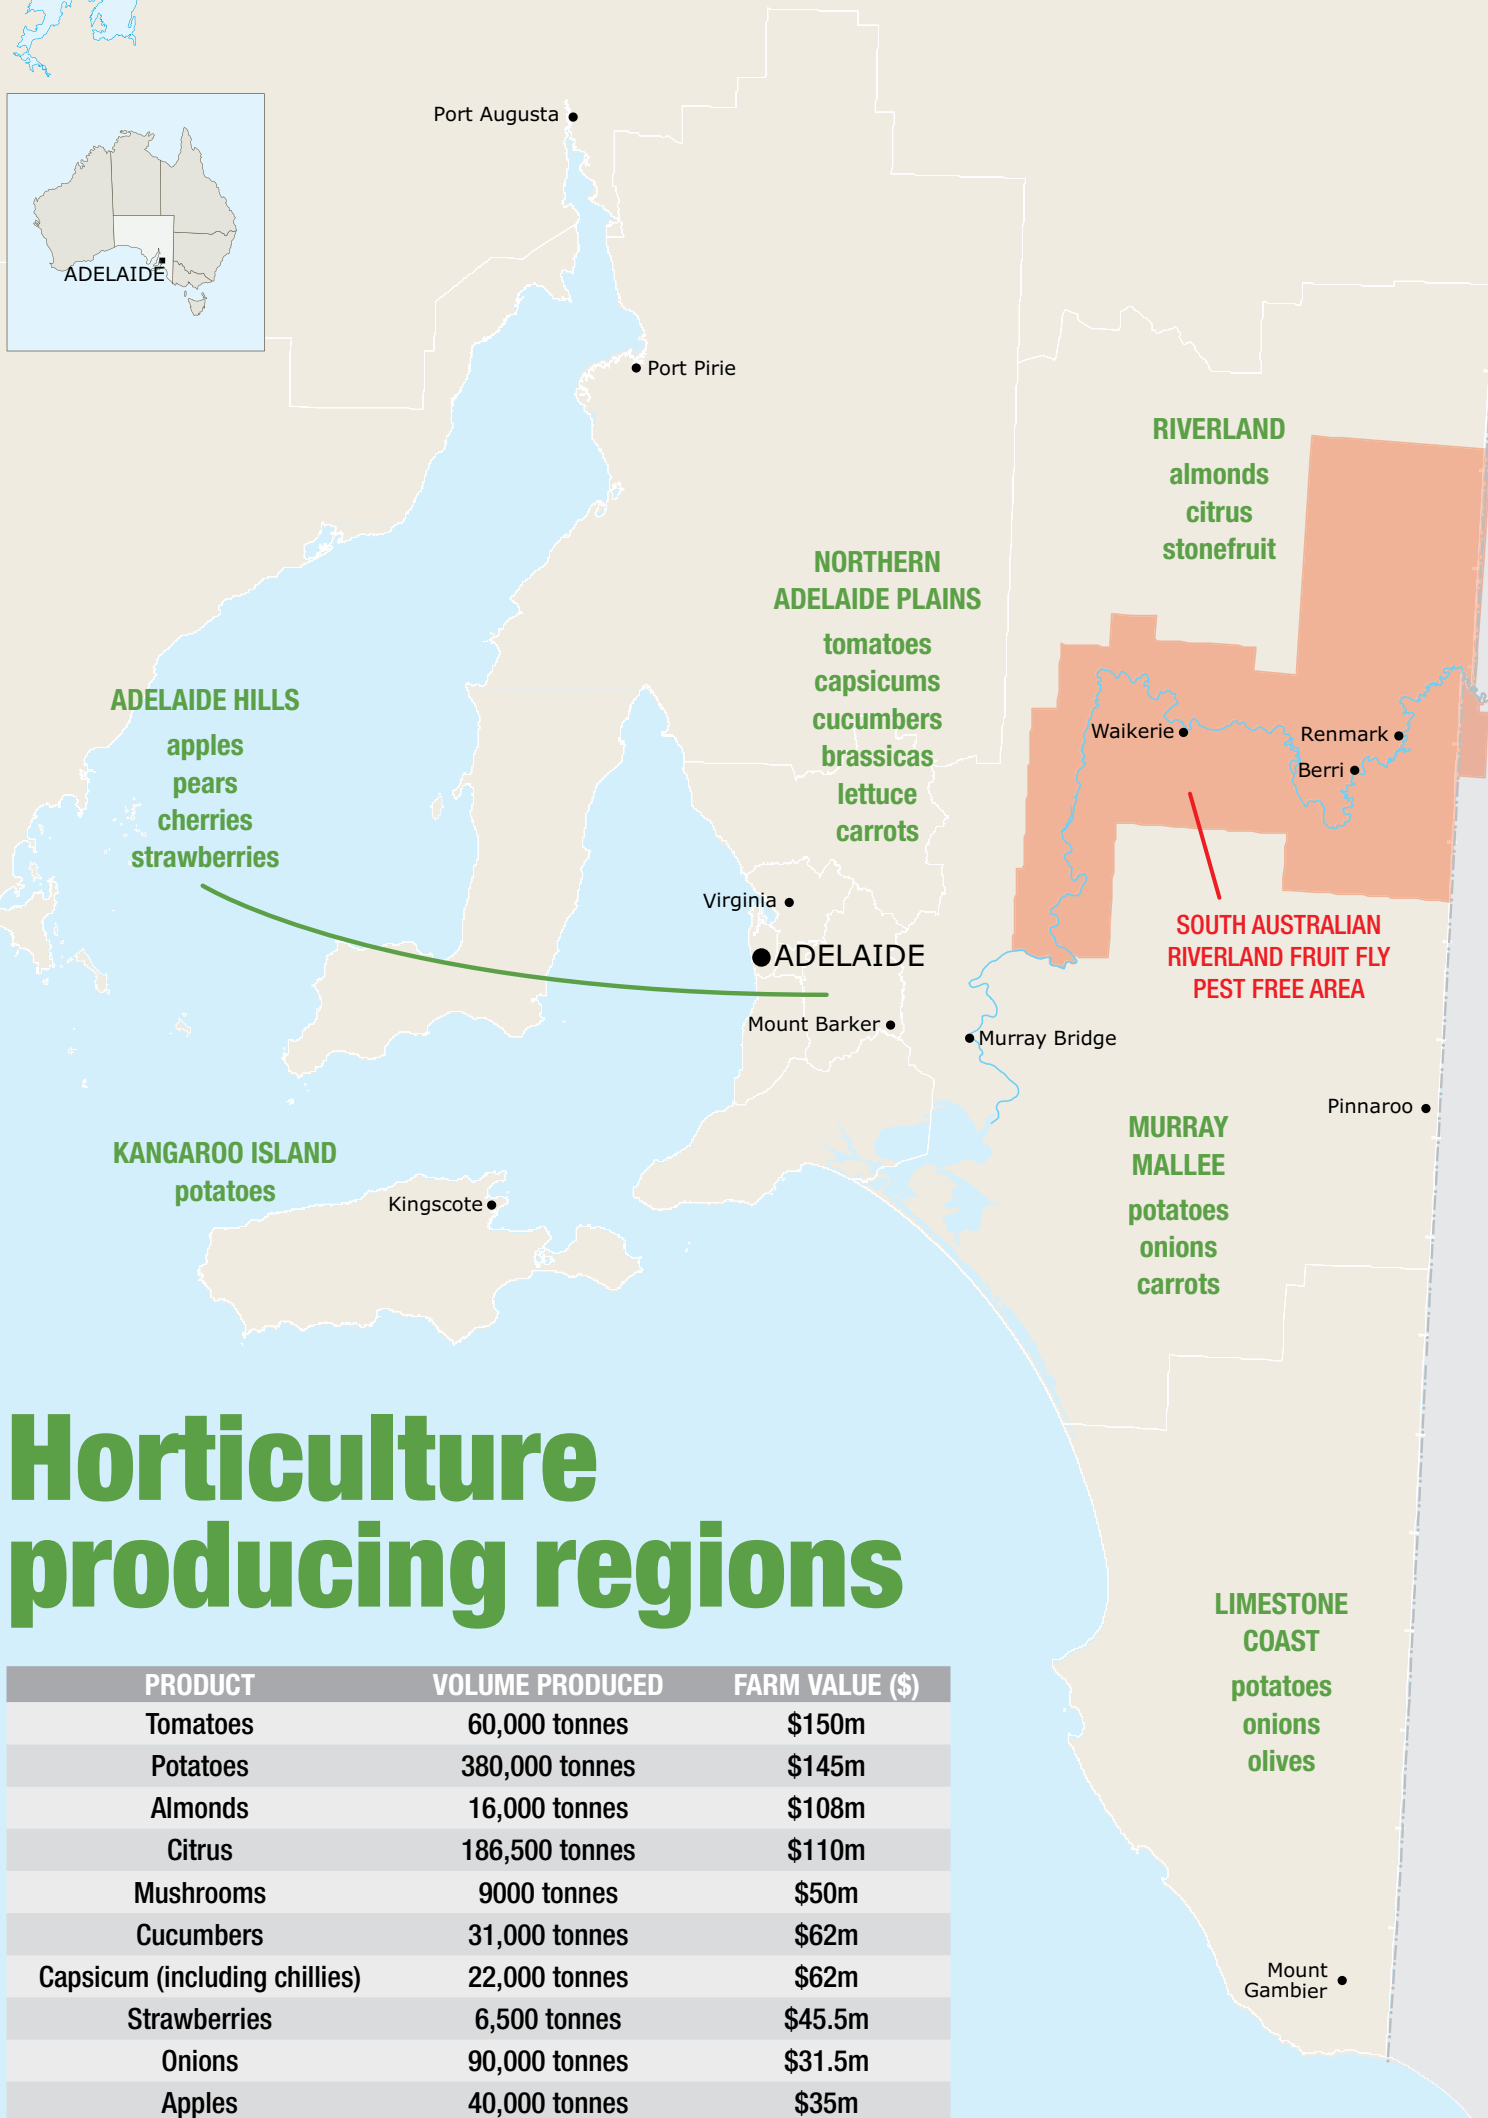 Port Augusta
ADELAIDE
Port Pirie
RIVERLAND
almonds
citrus
stonefruit
NORTHERN
ADELAIDE PLAINS
tomatoes
capsicums
cucumbers
brassicas
lettuce
carrots
ADELAIDE HILLS
apples
pears
cherries
strawberries
Waikerie
Renmark
Berri
Virginia
ADELAIDE
SOUTH AUSTRALIAN
RIVERLAND FRUIT FLY
PEST FREE AREA
Mount Barker
Murray Bridge
Pinnaroo
KANGAROO ISLAND
potatoes
Kingscote
MURRAY
MALLEE
potatoes
onions
carrots
Horticulture
producing regions
LIMESTONE
COAST
potatoes
onions
olives
Mount
Gambier
PRODUCT VOLUME PRODUCED FARM VALUE ($)
Tomatoes 60,000 tonnes $150m
Potatoes 380,000 tonnes $145m
Almonds 16,000 tonnes $108m
Citrus 186,500 tonnes $110m
Mushrooms 9000 tonnes $50m
Cucumbers 31,000 tonnes $62m
Capsicum (including chillies) 22,000 tonnes $62m
Strawberries 6,500 tonnes $45.5m
Onions 90,000 tonnes $31.5m
Apples 40,000 tonnes $35m